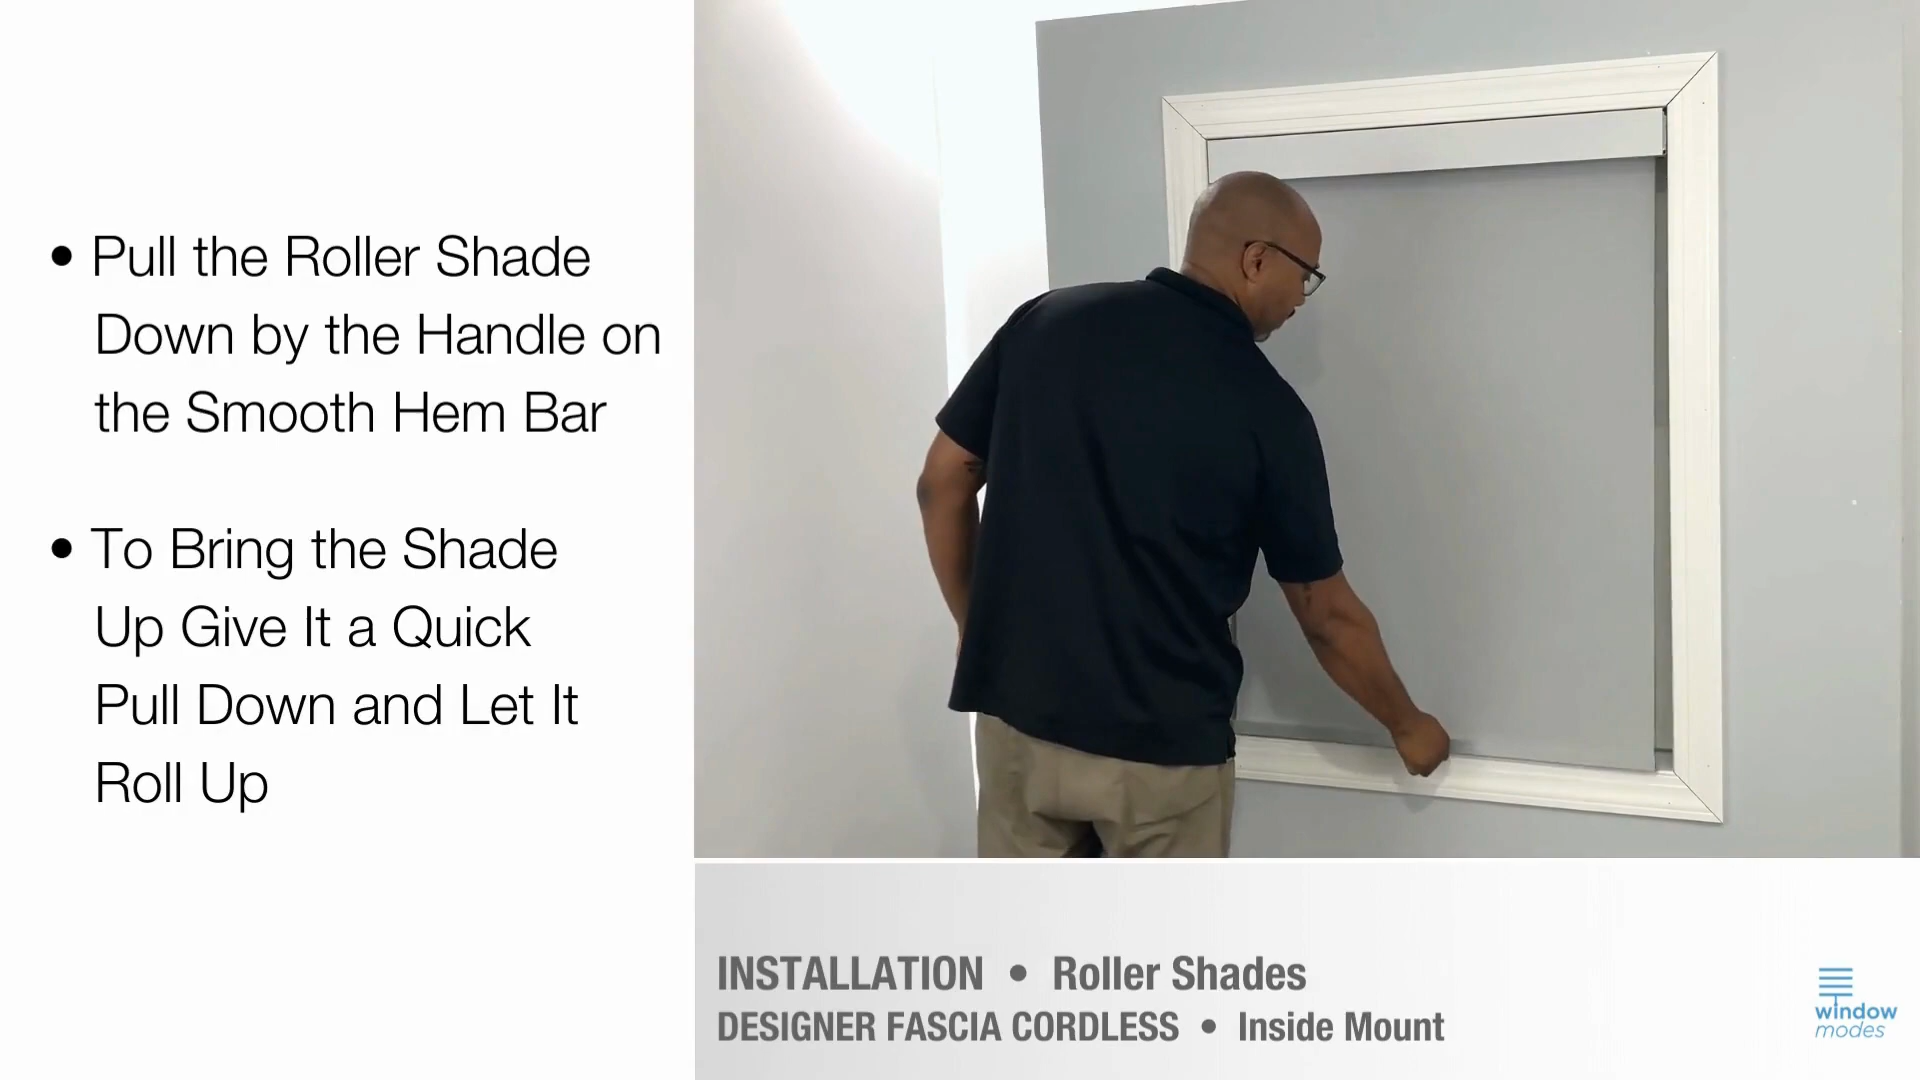 • Pull the Roller Shade
Down by the Handle on
the Smooth Hem Bar
• To Bring the Shade
Up Give It a Quick
Pull Down and Let It
Roll Up
INSTALLATION • Roller Shades
DESIGNER FASCIA CORDLESS • Inside Mount
window
modes